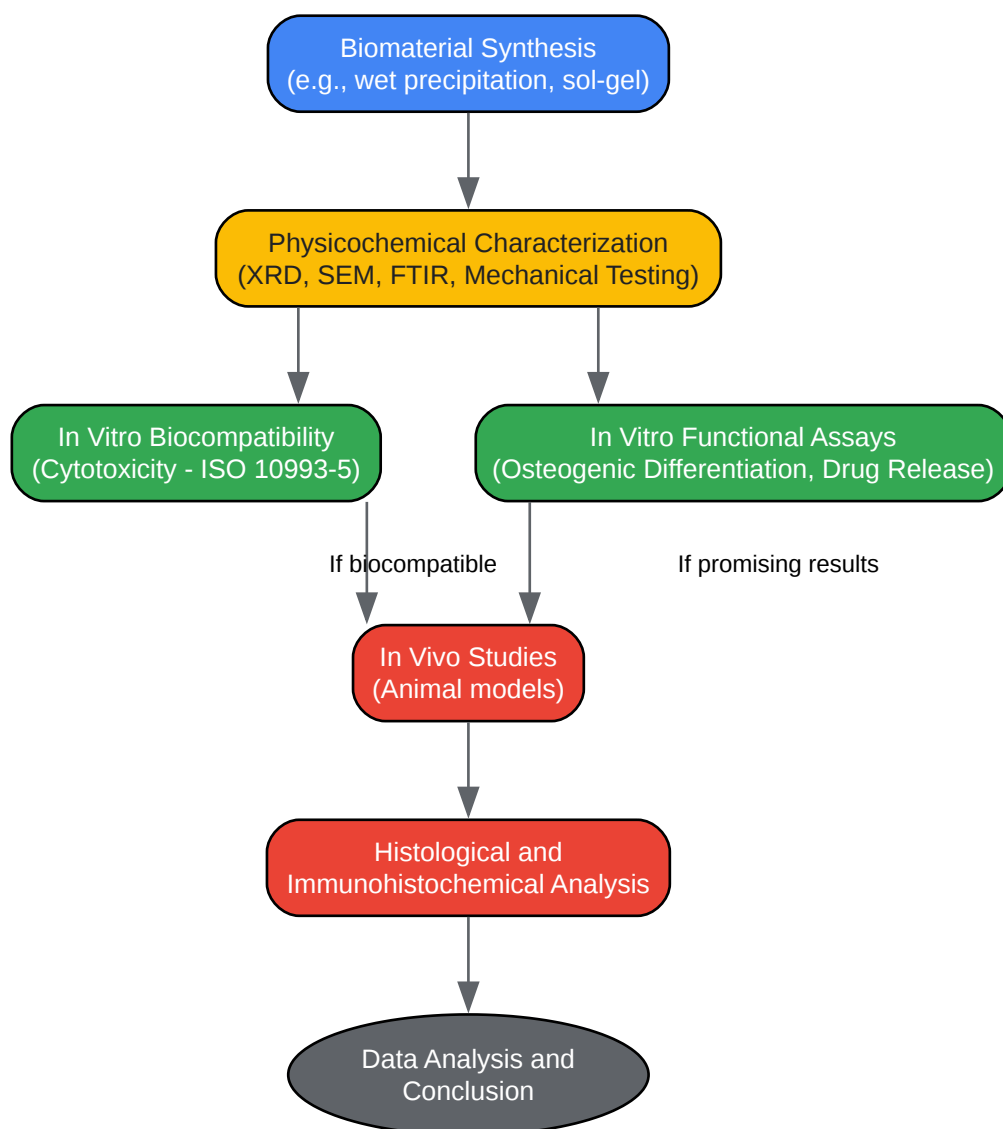 Biomaterial Synthesis
(e.g., wet precipitation, sol-gel)
Physicochemical Characterization
(XRD, SEM, FTIR, Mechanical Testing)
In Vitro Biocompatibility
(Cytotoxicity - ISO 10993-5)
In Vitro Functional Assays
(Osteogenic Differentiation, Drug Release)
If biocompatible
If promising results
In Vivo Studies
(Animal models)
Histological and
Immunohistochemical Analysis
Data Analysis and
Conclusion